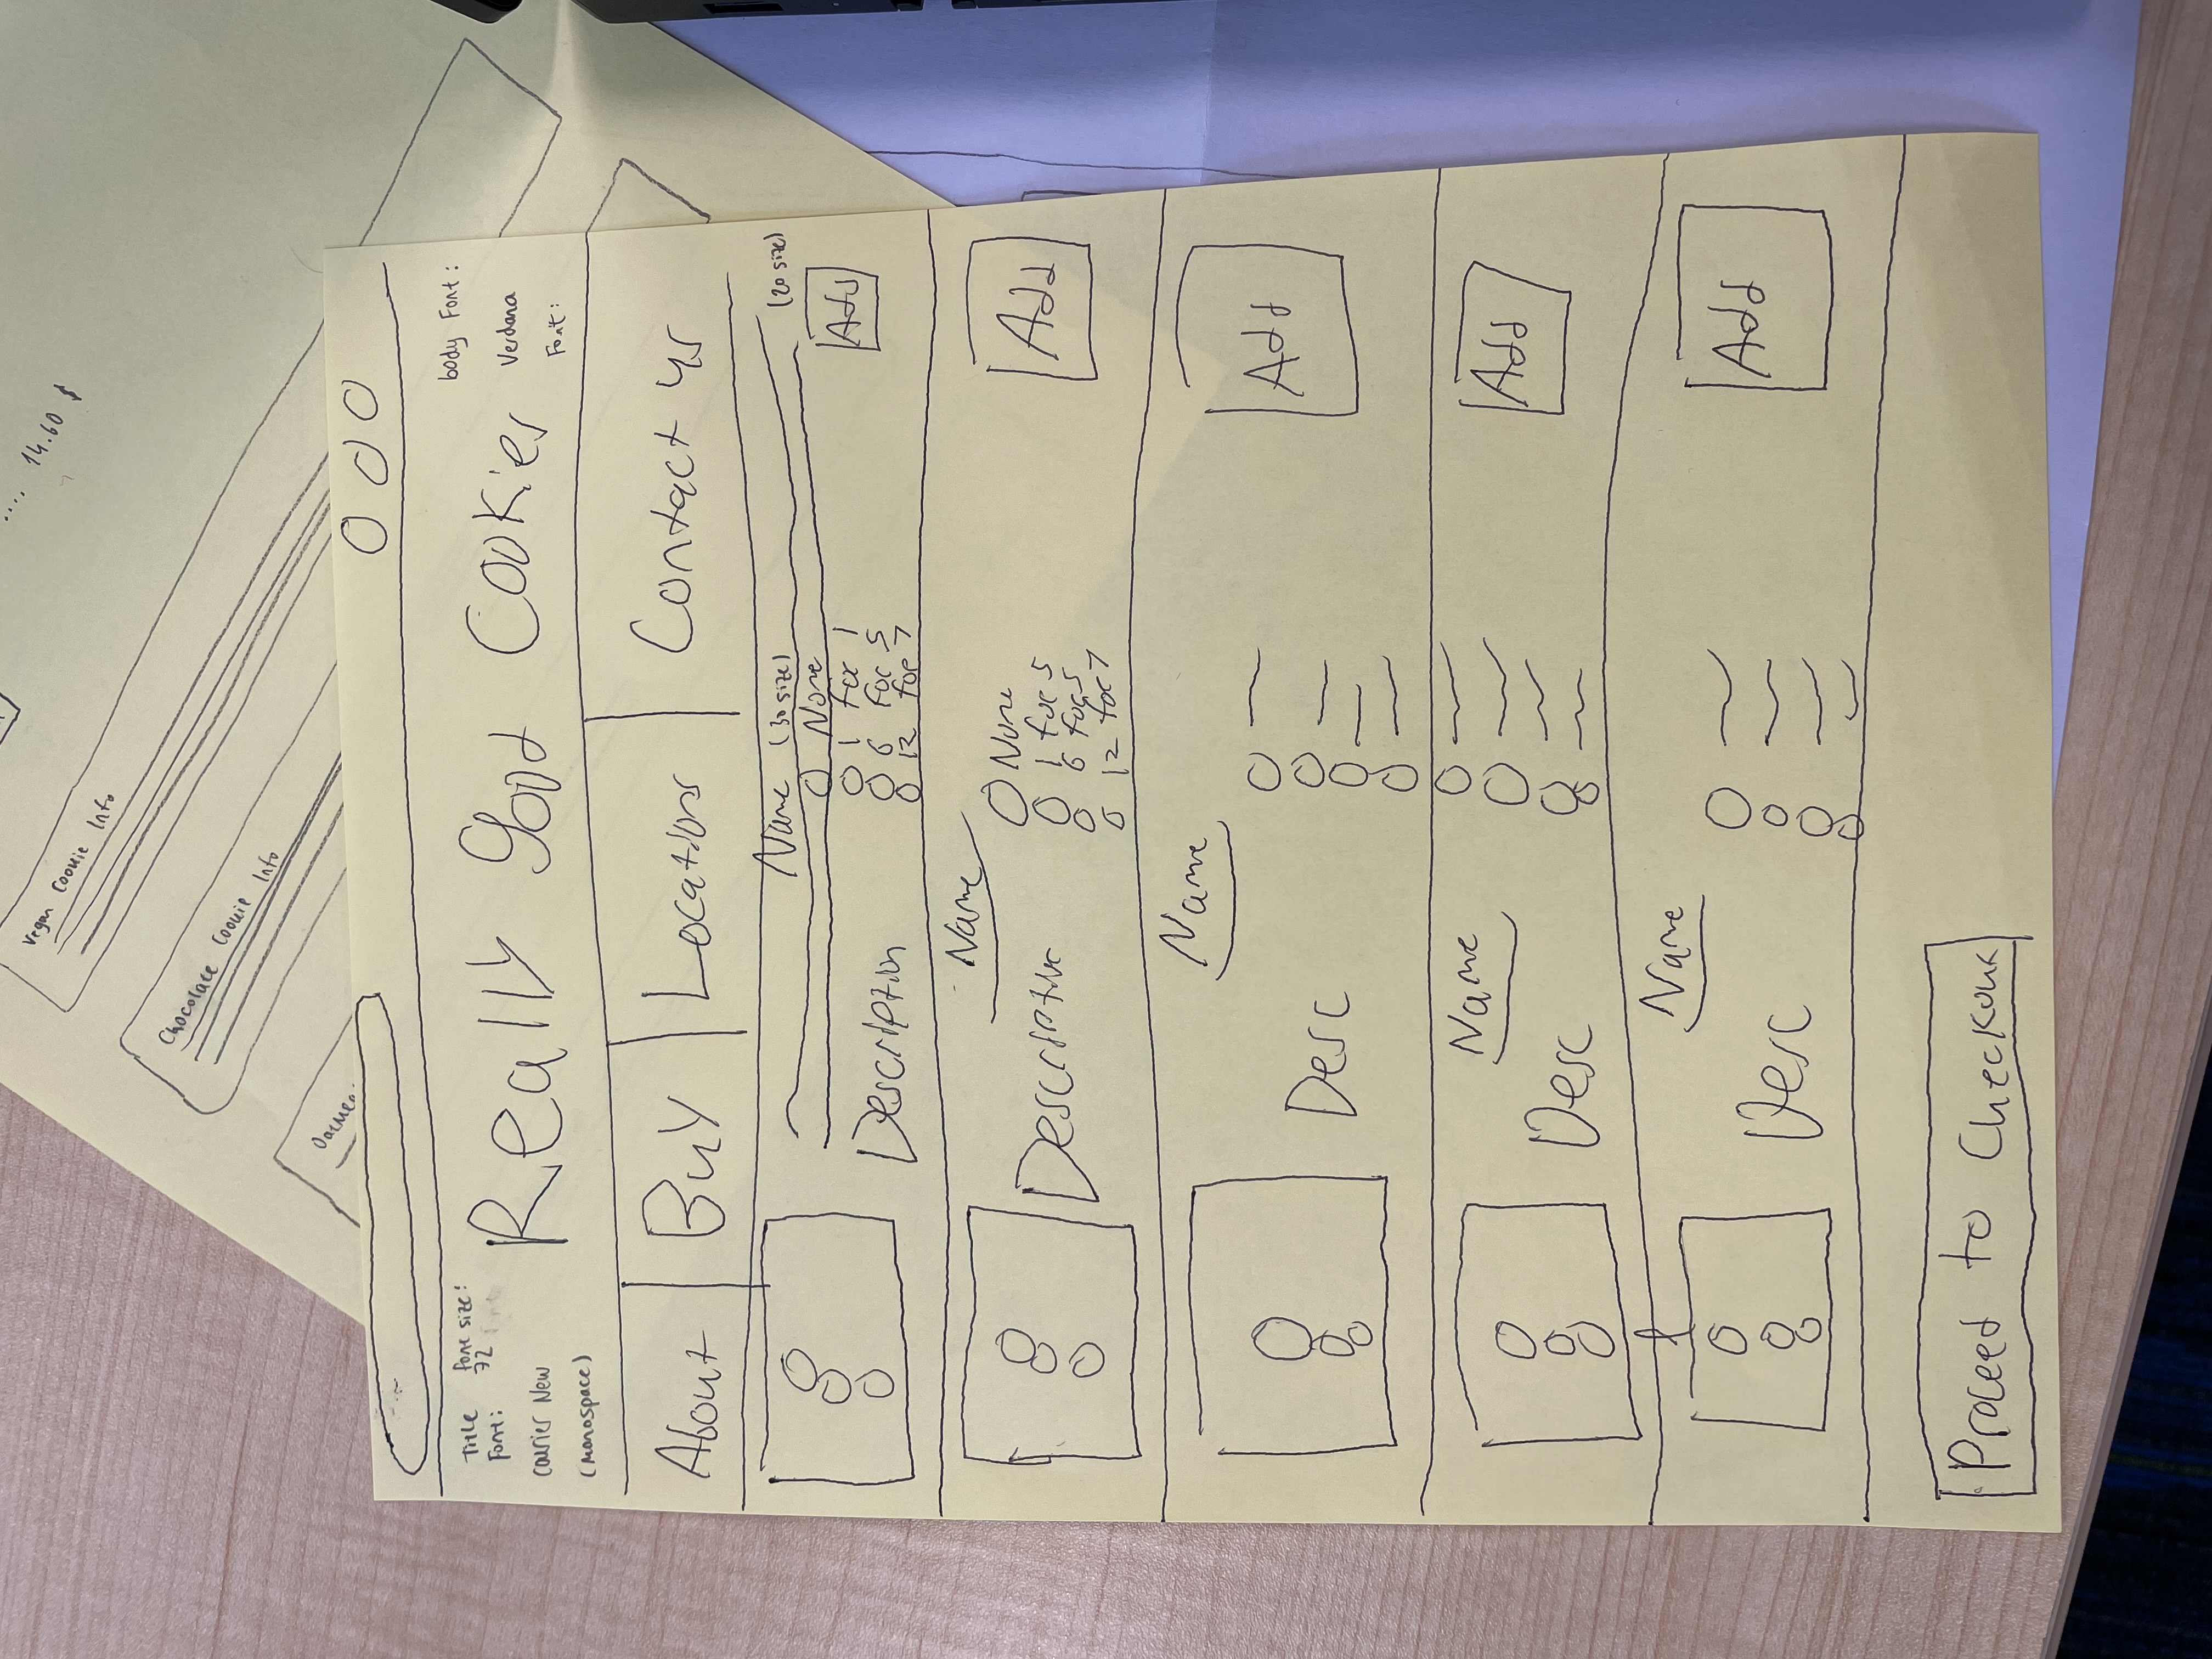 14.60 $
Vegan Cookie Info
Chocolate Cookie Info
Title font size:
Font: 72
Courier New
(monospace)
Really Good Cookies
body Font:
Verdana
Font:
About Buy Locations Contact us
Name (30 size) (20 size)
None
1 for 1
6 for 5
12 for 7
Description
Add
Name
Description
None
1 for 5
6 for 5
12 for 7
Add
Name
Desc
Add
Name
Desc
Add
Name
Desc
Add
Proceed to Checkout